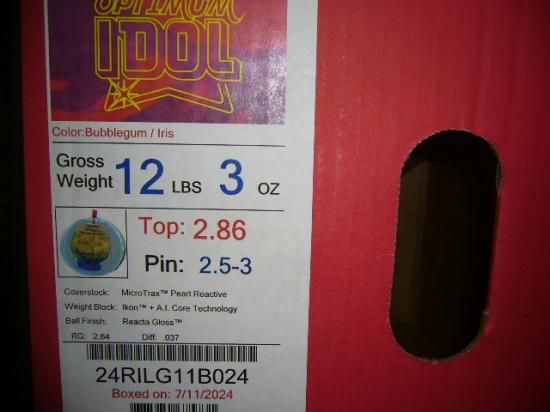 OPTIMUM
IDOL
Color:Bubblegum / Iris
Gross Weight 12 LBS 3 OZ
Top: 2.86
Pin: 2.5-3
Coverstock: MicroTrax™ Pearl Reactive
Weight Block: Ikon™ + A.I. Core Technology
Ball Finish: Reacta Gloss™
RG: 2.64 Diff: .037
24RILG11B024
Boxed on: 7/11/2024